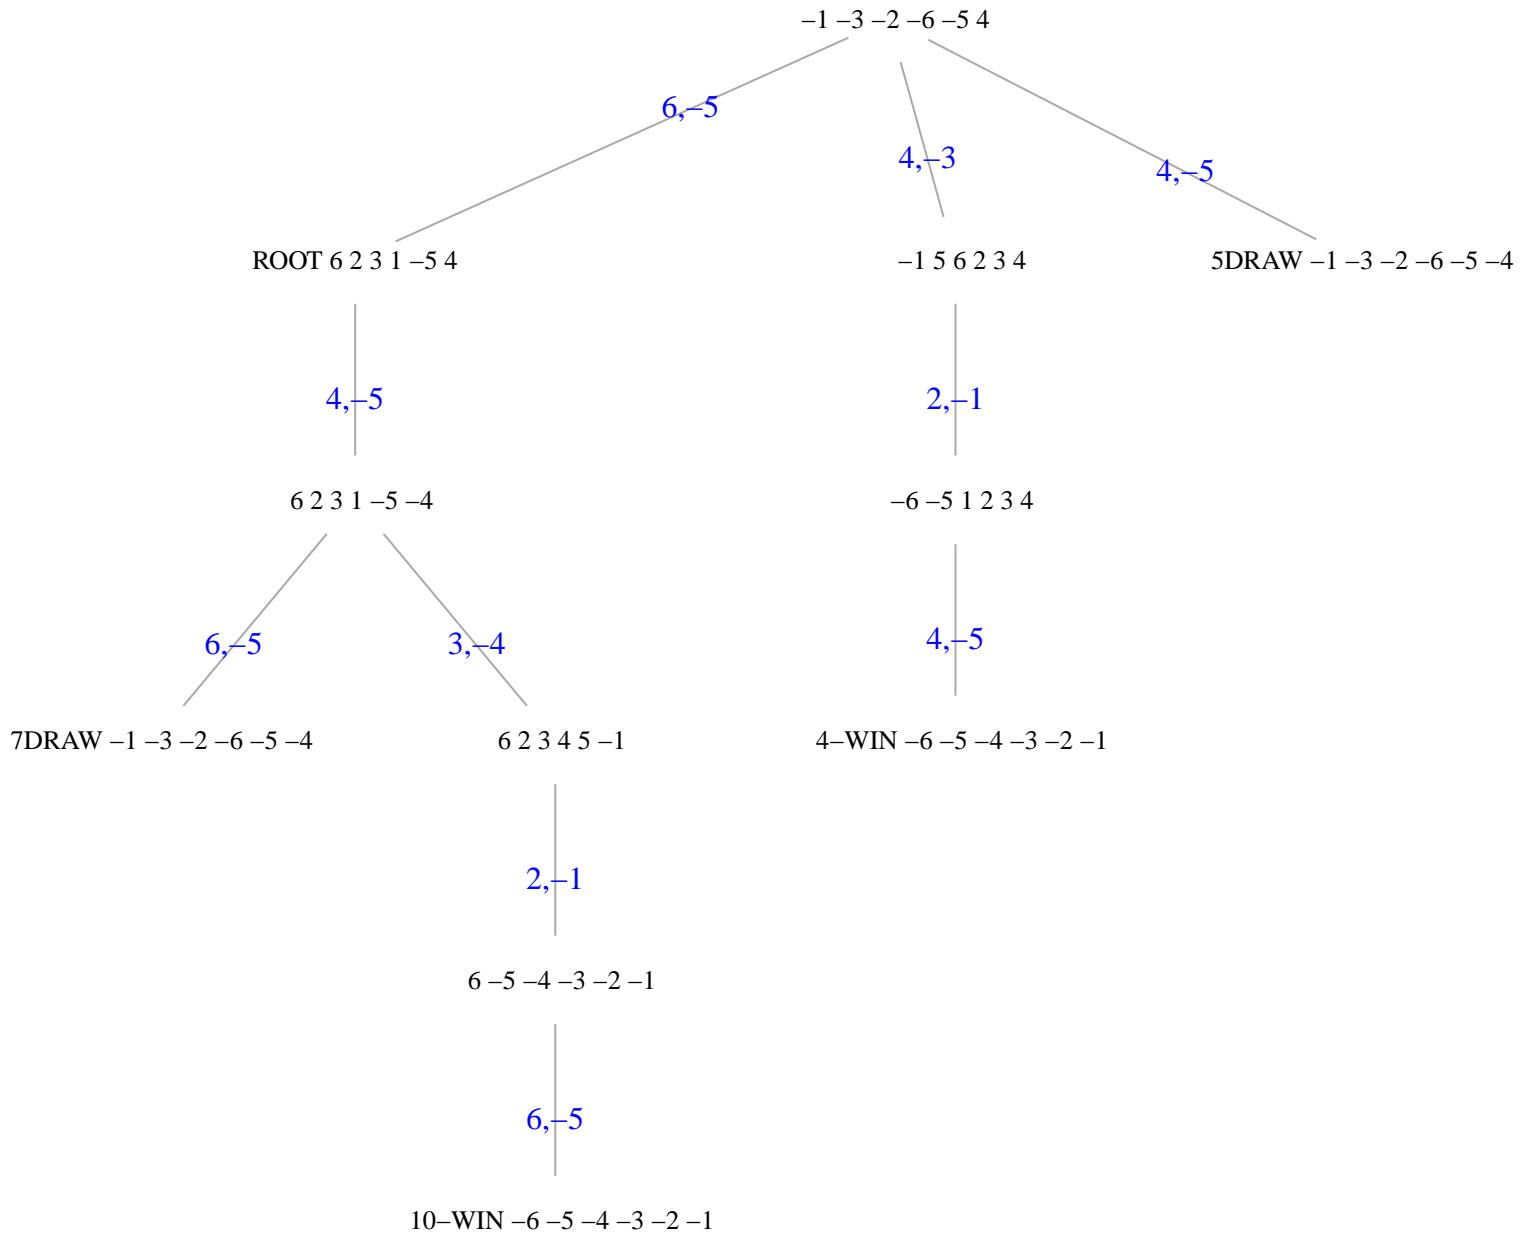 –1 –3 –2 –6 –5 4
6,–5
4,–3
4,–5
ROOT 6 2 3 1 –5 4
–1 5 6 2 3 4
5DRAW –1 –3 –2 –6 –5 –4
4,–5
2,–1
6 2 3 1 –5 –4
–6 –5 1 2 3 4
6,–5
3,–4
4,–5
7DRAW –1 –3 –2 –6 –5 –4
6 2 3 4 5 –1
4–WIN –6 –5 –4 –3 –2 –1
2,–1
6 –5 –4 –3 –2 –1
6,–5
10–WIN –6 –5 –4 –3 –2 –1